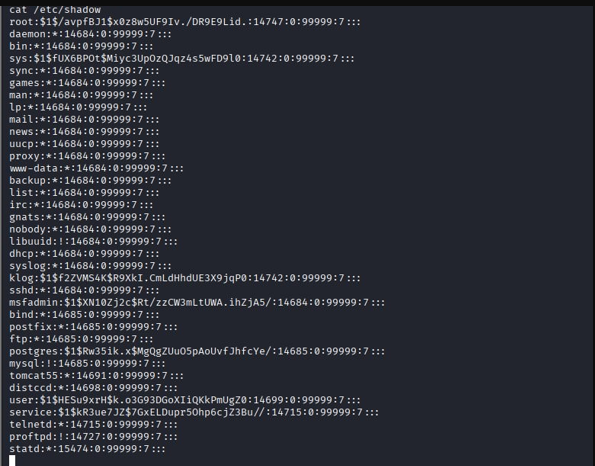 cat /etc/shadow
root:$1$/avpfBJ1$x0z8w5UF9Iv./DR9E9Lid.:14747:0:99999:7:::
daemon:*:14684:0:99999:7:::
bin:*:14684:0:99999:7:::
sys:$1$fUX6BPOt$Miyc3UpOzQJqz4s5wFD9l0:14742:0:99999:7:::
sync:*:14684:0:99999:7:::
games:*:14684:0:99999:7:::
man:*:14684:0:99999:7:::
lp:*:14684:0:99999:7:::
mail:*:14684:0:99999:7:::
news:*:14684:0:99999:7:::
uucp:*:14684:0:99999:7:::
proxy:*:14684:0:99999:7:::
www-data:*:14684:0:99999:7:::
backup:*:14684:0:99999:7:::
list:*:14684:0:99999:7:::
irc:*:14684:0:99999:7:::
gnats:*:14684:0:99999:7:::
nobody:*:14684:0:99999:7:::
libuuid:!:14684:0:99999:7:::
dhcp:*:14684:0:99999:7:::
syslog:*:14684:0:99999:7:::
klog:$1$f2ZVMS4K$R9XkI.CmLdHhdUE3X9jqP0:14742:0:99999:7:::
sshd:*:14684:0:99999:7:::
msfadmin:$1$XN10Zj2c$Rt/zzCW3mLtUWA.ihZjA5/:14684:0:99999:7:::
bind:*:14685:0:99999:7:::
postfix:*:14685:0:99999:7:::
ftp:*:14685:0:99999:7:::
postgres:$1$Rw35ik.x$MgQgZUuO5pAoUvfJhfcYe/:14685:0:99999:7:::
mysql:!:14685:0:99999:7:::
tomcat55:*:14691:0:99999:7:::
distccd:*:14698:0:99999:7:::
user:$1$HESu9xrH$k.o3G93DGoXIiQKkPmUgZ0:14699:0:99999:7:::
service:$1$kR3ue7JZ$7GxELDupr5Ohp6cjZ3Bu//:14715:0:99999:7:::
telnetd:*:14715:0:99999:7:::
proftpd:!:14727:0:99999:7:::
statd:*:15474:0:99999:7:::